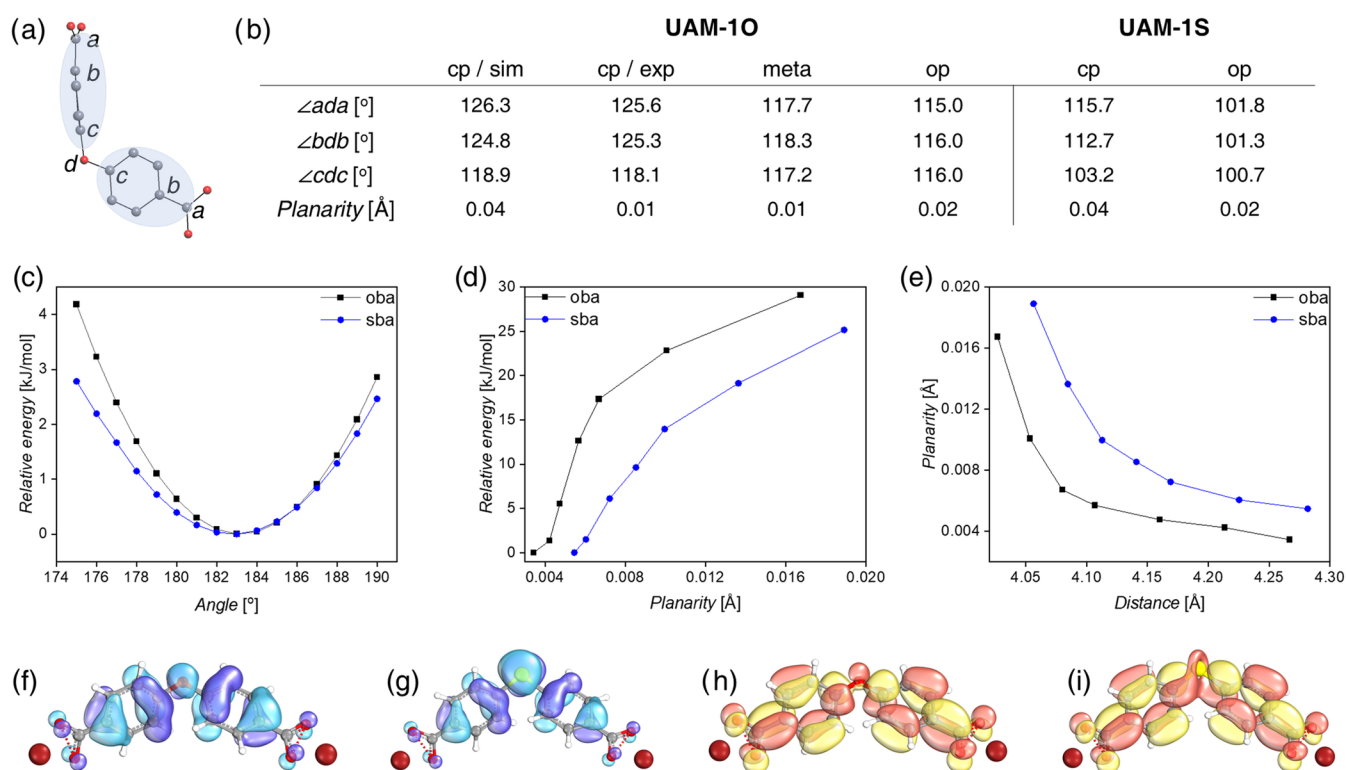 (a)
a
b
c
d
c
b
a
(b)
UAM-1O UAM-1S
cp / sim cp / exp meta op cp op
∠ada [º] 126.3 125.6 117.7 115.0 115.7 101.8
∠bdb [º] 124.8 125.3 118.3 116.0 112.7 101.3
∠cdc [º] 118.9 118.1 117.2 116.0 103.2 100.7
Planarity [Å] 0.04 0.01 0.01 0.02 0.04 0.02
(c)
oba
sba
Relative energy [kJ/mol]
4
3
2
1
0
174 176 178 180 182 184 186 188 190
Angle [º]
(d)
oba
sba
Relative energy [kJ/mol]
30
25
20
15
10
5
0
0.004 0.008 0.012 0.016 0.020
Planarity [Å]
(e)
oba
sba
Planarity [Å]
0.020
0.016
0.012
0.008
0.004
4.05 4.10 4.15 4.20 4.25 4.30
Distance [Å]
(f)
(g)
(h)
(i)